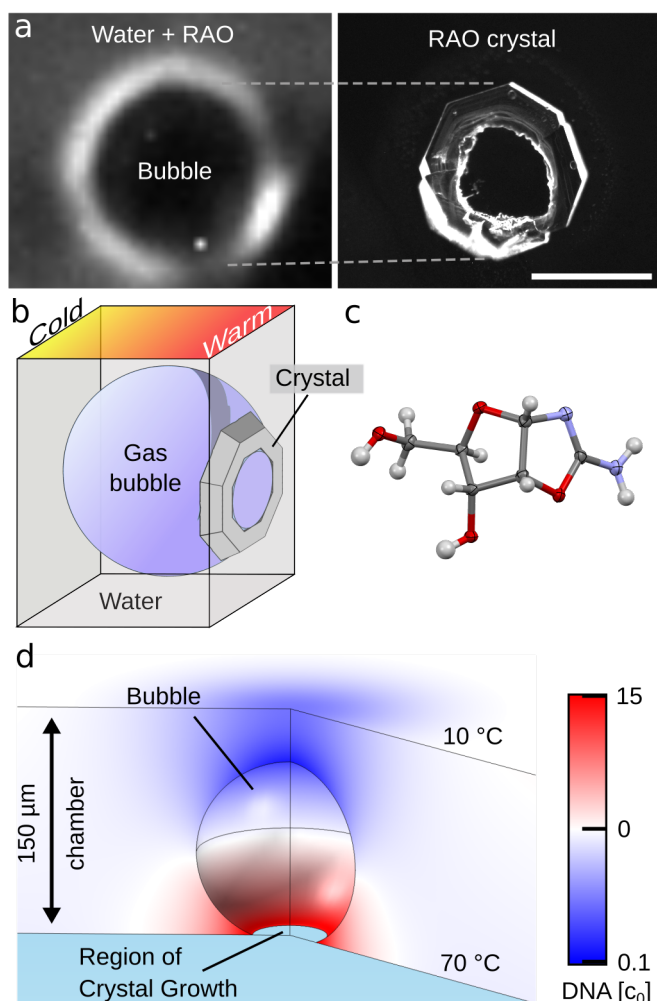 a
Water + RAO
RAO crystal
Bubble
b
Cold
Warm
Crystal
Gas
bubble
Water
c
d
Bubble
10 °C
150 µm
chamber
70 °C
Region of
Crystal Growth
15
0
0.1
DNA [c₀]